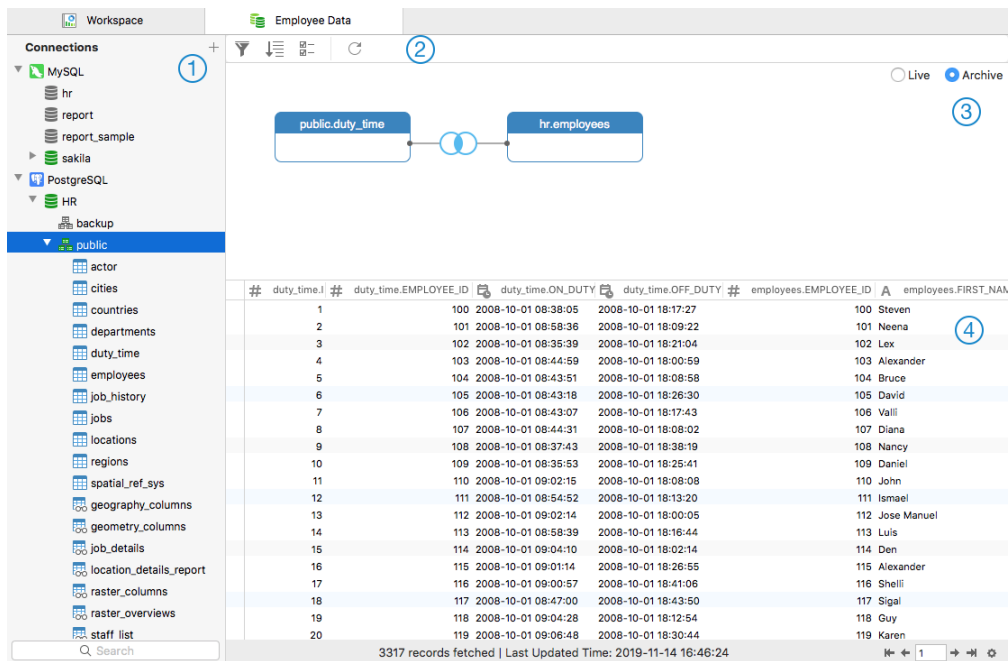 Workspace
Employee Data
Connections
1
2
MySQL
hr
report
report_sample
sakila
PostgreSQL
HR
backup
public
actor
cities
countries
departments
duty_time
employees
job_history
jobs
locations
regions
spatial_ref_sys
geography_columns
geometry_columns
job_details
location_details_report
raster_columns
raster_overviews
staff_list
Search
Live
Archive
3
public.duty_time
hr.employees
# duty_time.I # duty_time.EMPLOYEE_ID duty_time.ON_DUTY duty_time.OFF_DUTY # employees.EMPLOYEE_ID A employees.FIRST_NAM
4
1 100 2008-10-01 08:38:05 2008-10-01 18:17:27 100 Steven
2 101 2008-10-01 08:58:36 2008-10-01 18:09:22 101 Neena
3 102 2008-10-01 08:35:39 2008-10-01 18:21:04 102 Lex
4 103 2008-10-01 08:44:59 2008-10-01 18:00:59 103 Alexander
5 104 2008-10-01 08:43:51 2008-10-01 18:08:58 104 Bruce
6 105 2008-10-01 08:43:18 2008-10-01 18:26:30 105 David
7 106 2008-10-01 08:43:07 2008-10-01 18:17:43 106 Valli
8 107 2008-10-01 08:44:31 2008-10-01 18:08:02 107 Diana
9 108 2008-10-01 08:37:43 2008-10-01 18:38:19 108 Nancy
10 109 2008-10-01 08:35:53 2008-10-01 18:25:41 109 Daniel
11 110 2008-10-01 09:02:15 2008-10-01 18:08:08 110 John
12 111 2008-10-01 08:54:52 2008-10-01 18:13:20 111 Ismael
13 112 2008-10-01 09:02:14 2008-10-01 18:00:05 112 Jose Manuel
14 113 2008-10-01 08:58:39 2008-10-01 18:16:44 113 Luis
15 114 2008-10-01 09:04:10 2008-10-01 18:02:14 114 Den
16 115 2008-10-01 09:01:14 2008-10-01 18:26:55 115 Alexander
17 116 2008-10-01 09:00:57 2008-10-01 18:41:06 116 Shelli
18 117 2008-10-01 08:47:00 2008-10-01 18:43:50 117 Sigal
19 118 2008-10-01 09:04:28 2008-10-01 18:12:54 118 Guy
20 119 2008-10-01 09:06:48 2008-10-01 18:30:44 119 Karen
3317 records fetched | Last Updated Time: 2019-11-14 16:46:24
1